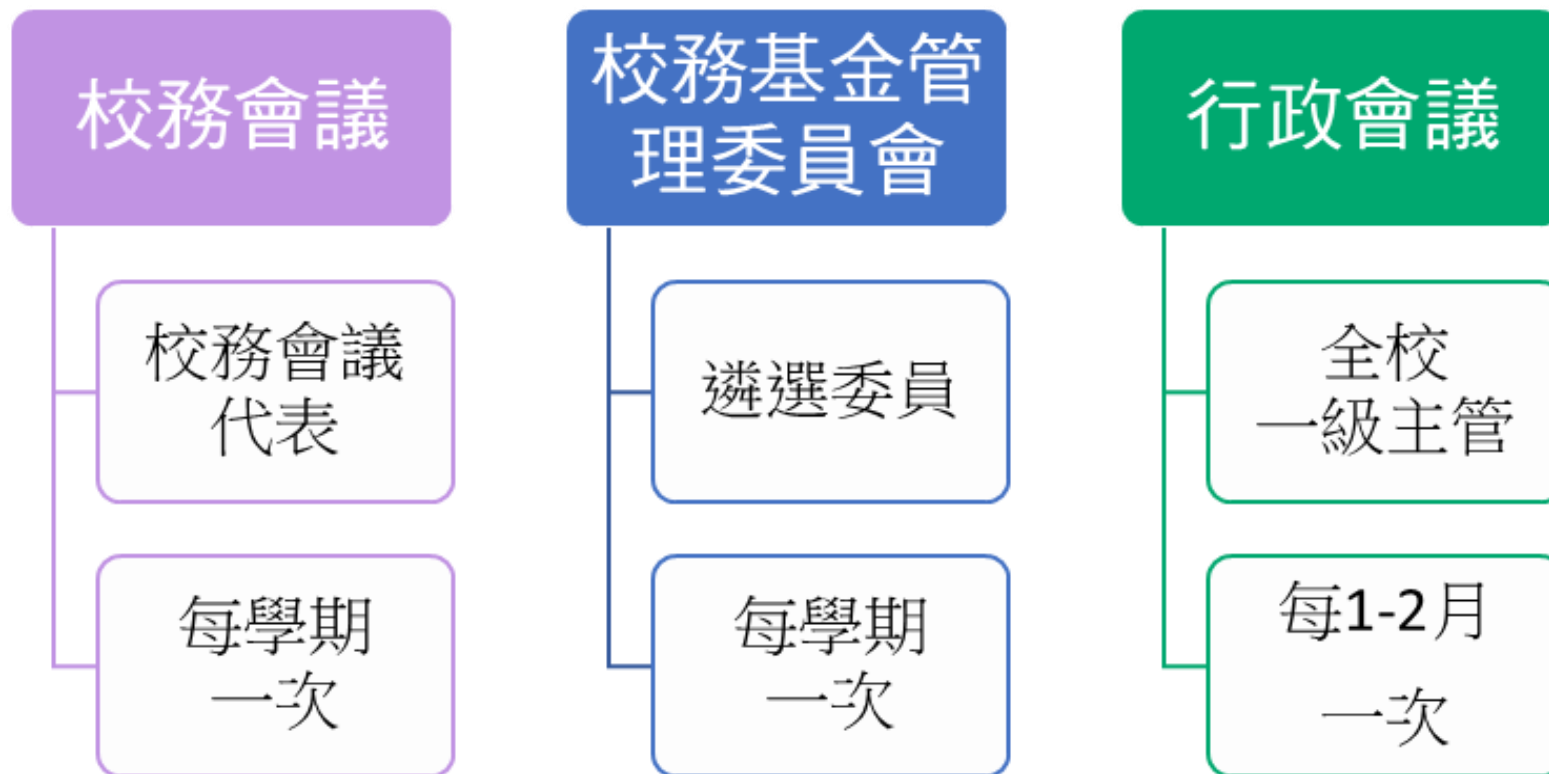 校務會議
校務會議
代表
每學期
一次
校務基金管
理委員會
遴選委員
每學期
一次
行政會議
全校
一級主管
每1-2月
一次